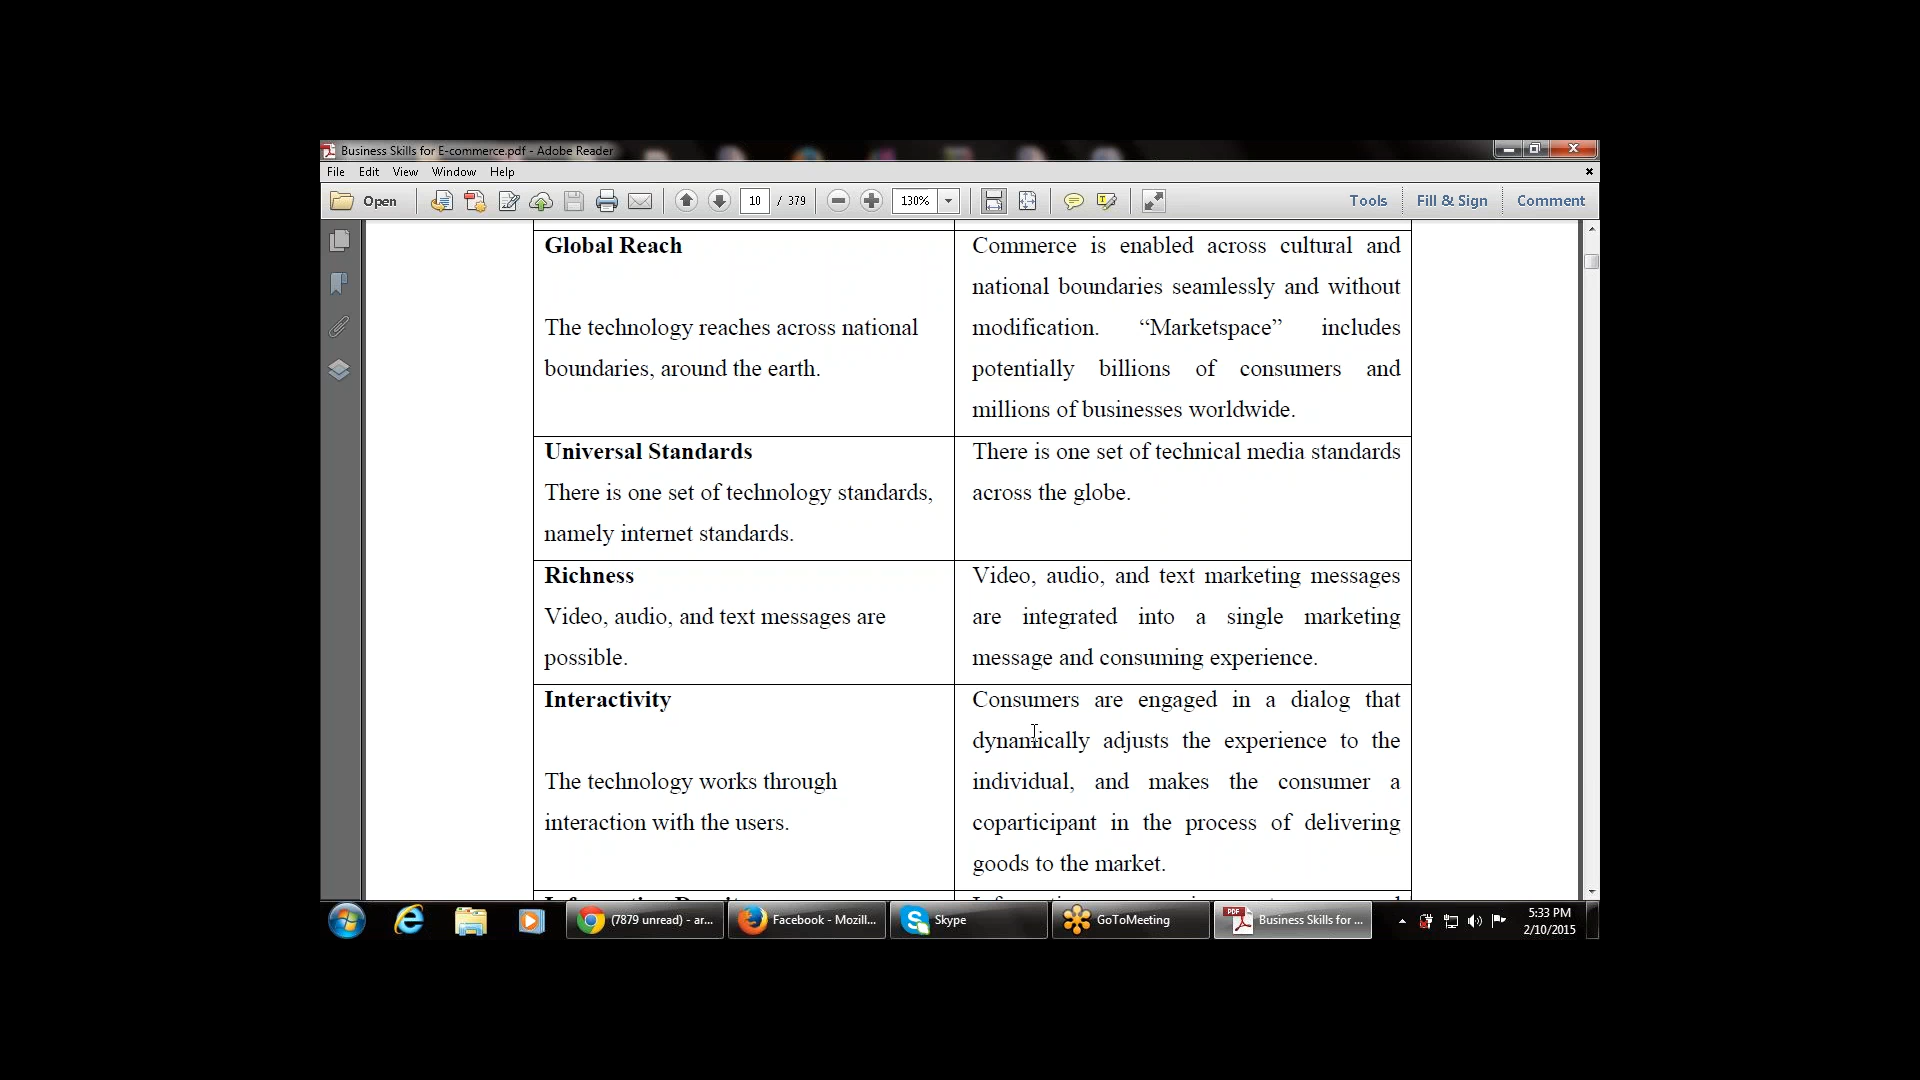 Business Skills for E-commerce.pdf - Adobe Reader
File Edit View Window Help
Open 10 / 379 130% Tools Fill & Sign Comment
Global Reach
The technology reaches across national
boundaries, around the earth.
Commerce is enabled across cultural and
national boundaries seamlessly and without
modification. “Marketspace” includes
potentially billions of consumers and
millions of businesses worldwide.
Universal Standards
There is one set of technology standards,
namely internet standards.
There is one set of technical media standards
across the globe.
Richness
Video, audio, and text messages are
possible.
Video, audio, and text marketing messages
are integrated into a single marketing
message and consuming experience.
Interactivity
The technology works through
interaction with the users.
Consumers are engaged in a dialog that
dynamically adjusts the experience to the
individual, and makes the consumer a
coparticipant in the process of delivering
goods to the market.
(7879 unread) - ar... Facebook - Mozill... Skype GoToMeeting PDF Business Skills for ... 5:33 PM
2/10/2015